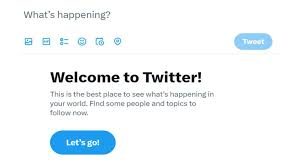 What's happening?
Tweet
Welcome to Twitter!
This is the best place to see what's happening in
your world. Find some people and topics to
follow now.
Let's go!